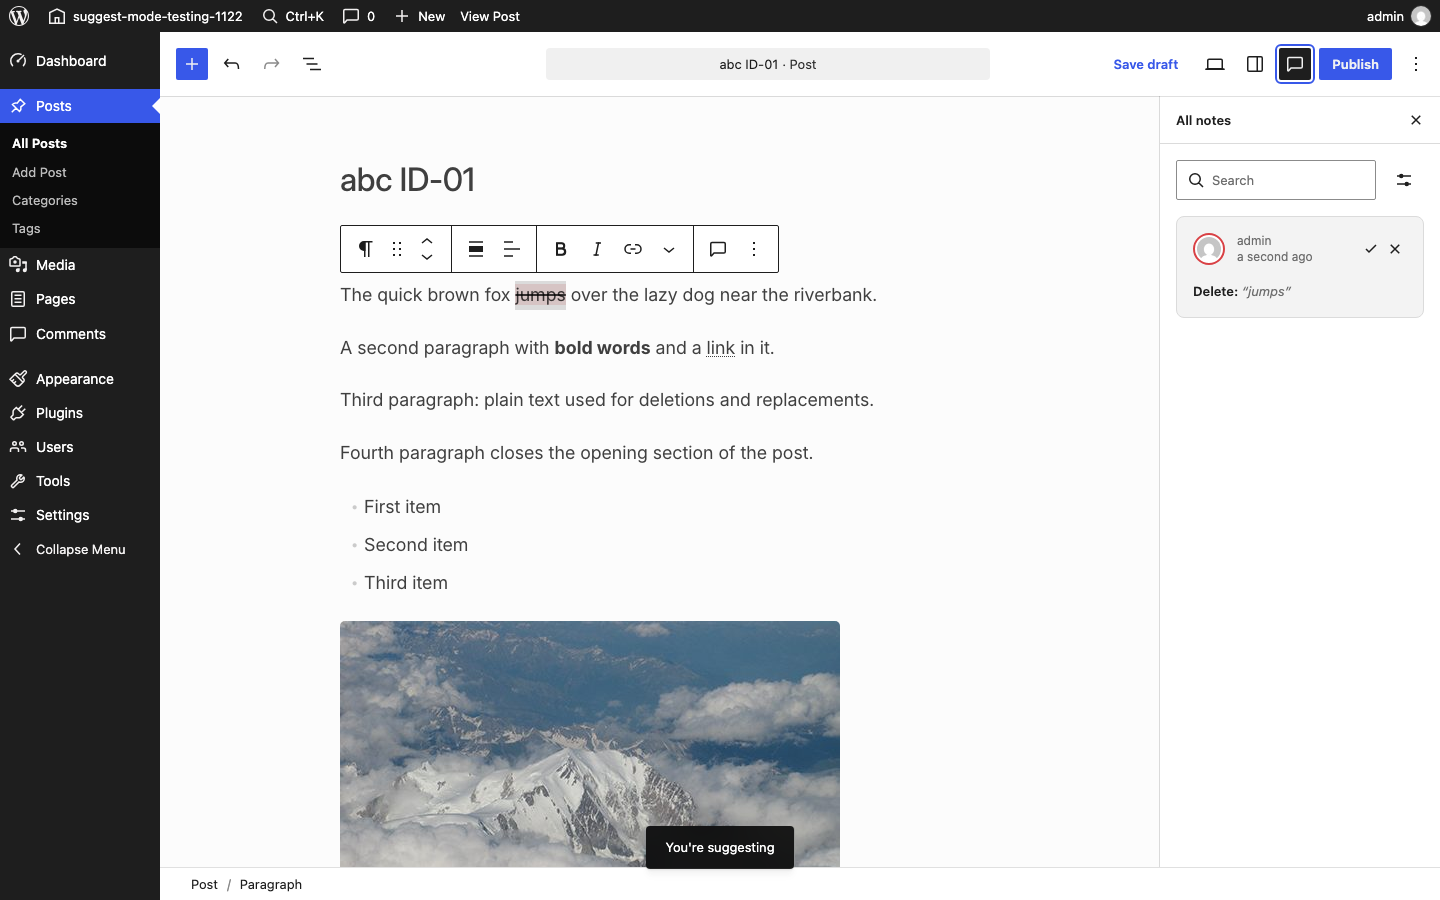 suggest-mode-testing-1122 Ctrl+K 0 New View Post admin
Dashboard
Posts
All Posts
Add Post
Categories
Tags
Media
Pages
Comments
Appearance
Plugins
Users
Tools
Settings
Collapse Menu
abc ID-01 · Post
Save draft
Publish
abc ID-01
B I
The quick brown fox jumps over the lazy dog near the riverbank.
A second paragraph with bold words and a link in it.
Third paragraph: plain text used for deletions and replacements.
Fourth paragraph closes the opening section of the post.
• First item
• Second item
• Third item
You're suggesting
All notes
Search
admin
a second ago
Delete: “jumps”
Post / Paragraph